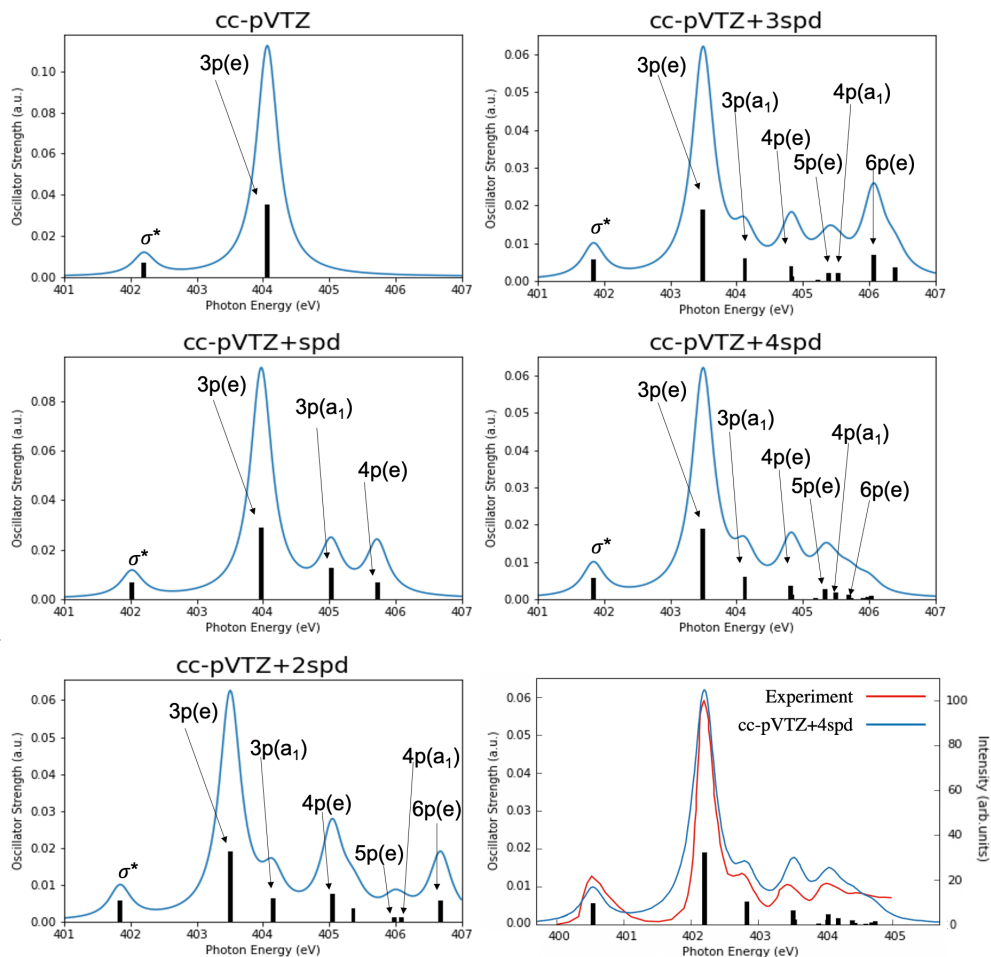 cc-pVTZ
Oscillator Strength (a.u.)
0.10
0.08
0.06
0.04
0.02
0.00
3p(e)
σ*
401 402 403 404 405 406 407
Photon Energy (eV)
cc-pVTZ+3spd
Oscillator Strength (a.u.)
0.06
0.05
0.04
0.03
0.02
0.01
0.00
3p(e)
3p(a₁)
4p(a₁)
4p(e)
5p(e)
6p(e)
σ*
401 402 403 404 405 406 407
Photon Energy (eV)
cc-pVTZ+spd
Oscillator Strength (a.u.)
0.08
0.06
0.04
0.02
0.00
3p(e)
3p(a₁)
4p(e)
σ*
401 402 403 404 405 406 407
Photon Energy (eV)
cc-pVTZ+4spd
Oscillator Strength (a.u.)
0.06
0.05
0.04
0.03
0.02
0.01
0.00
3p(e)
3p(a₁)
4p(a₁)
4p(e)
5p(e)
6p(e)
σ*
401 402 403 404 405 406 407
Photon Energy (eV)
cc-pVTZ+2spd
Oscillator Strength (a.u.)
0.06
0.05
0.04
0.03
0.02
0.01
0.00
3p(e)
3p(a₁)
4p(a₁)
4p(e)
6p(e)
5p(e)
σ*
401 402 403 404 405 406 407
Photon Energy (eV)
Oscillator Strength (a.u.)
0.06
0.05
0.04
0.03
0.02
0.01
0.00
Experiment
cc-pVTZ+4spd
100
80
60
40
20
0
Intensity (arb.units)
400 401 402 403 404 405
Photon Energy (eV)